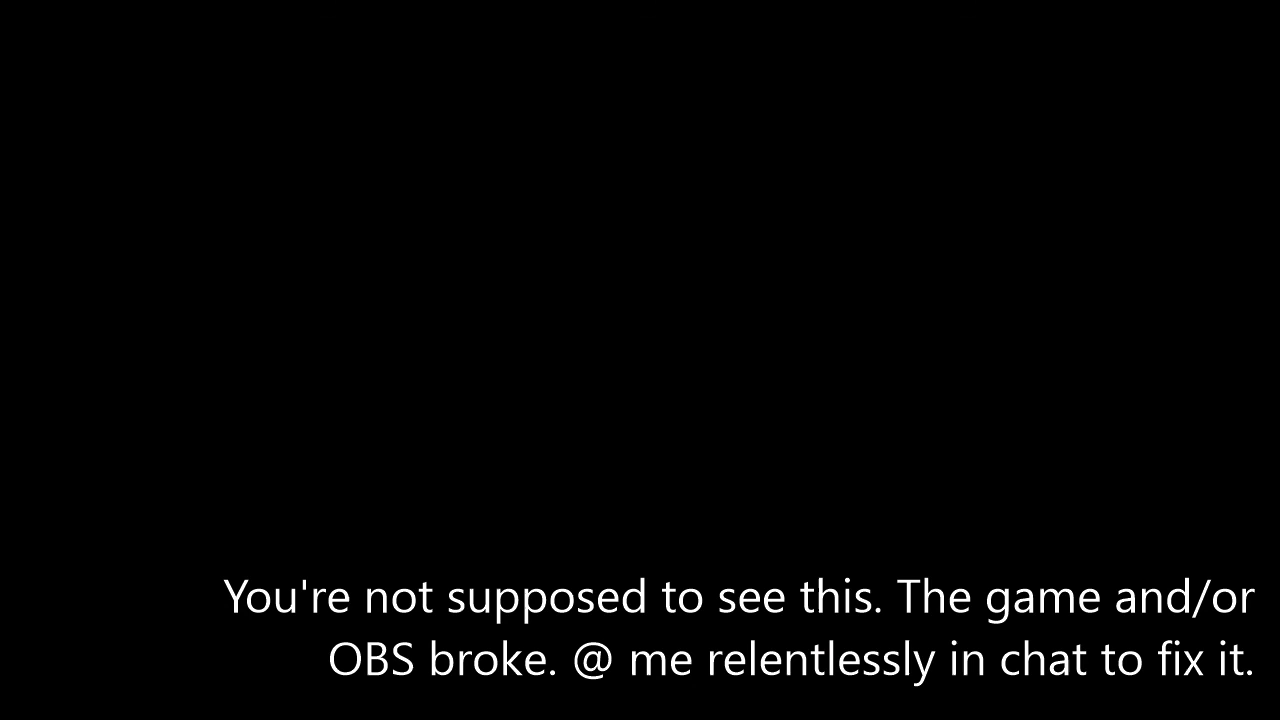 You're not supposed to see this. The game and/or
OBS broke. @ me relentlessly in chat to fix it.